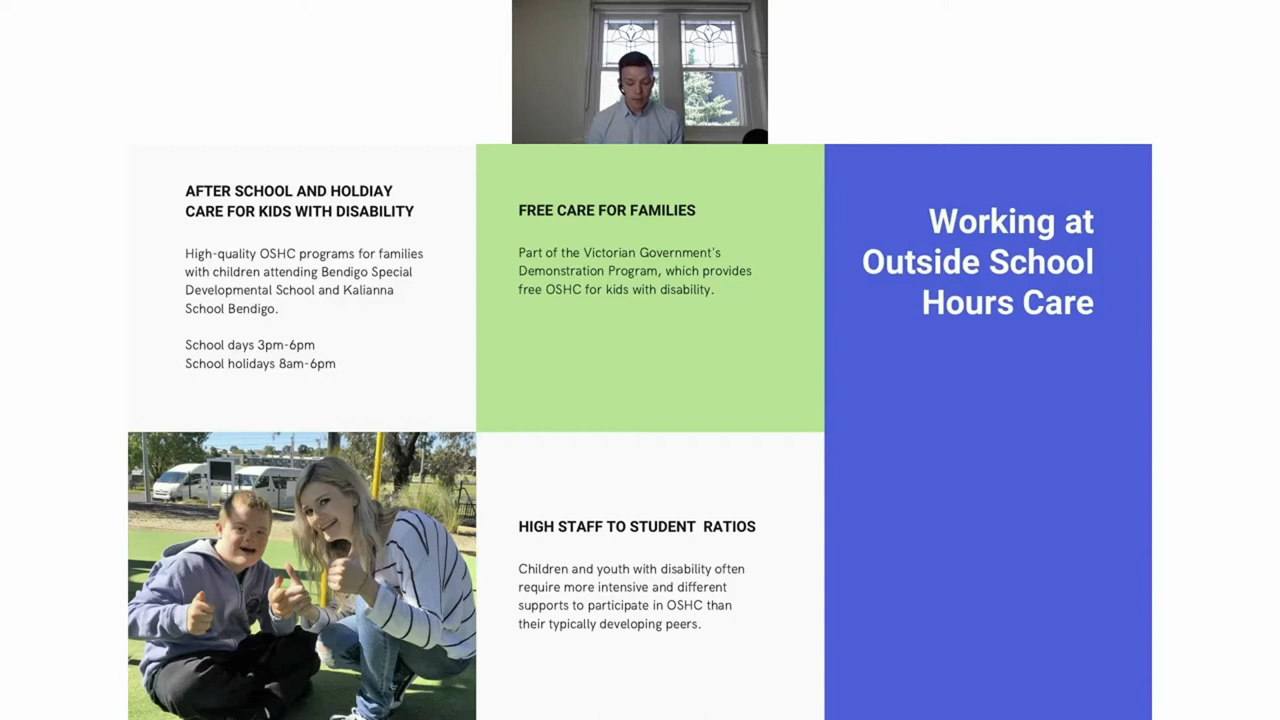 AFTER SCHOOL AND HOLDIAY
CARE FOR KIDS WITH DISABILITY
High-quality OSHC programs for families
with children attending Bendigo Special
Developmental School and Kalianna
School Bendigo.
School days 3pm-6pm
School holidays 8am-6pm
FREE CARE FOR FAMILIES
Part of the Victorian Government's
Demonstration Program, which provides
free OSHC for kids with disability.
Working at
Outside School
Hours Care
HIGH STAFF TO STUDENT RATIOS
Children and youth with disability often
require more intensive and different
supports to participate in OSHC than
their typically developing peers.